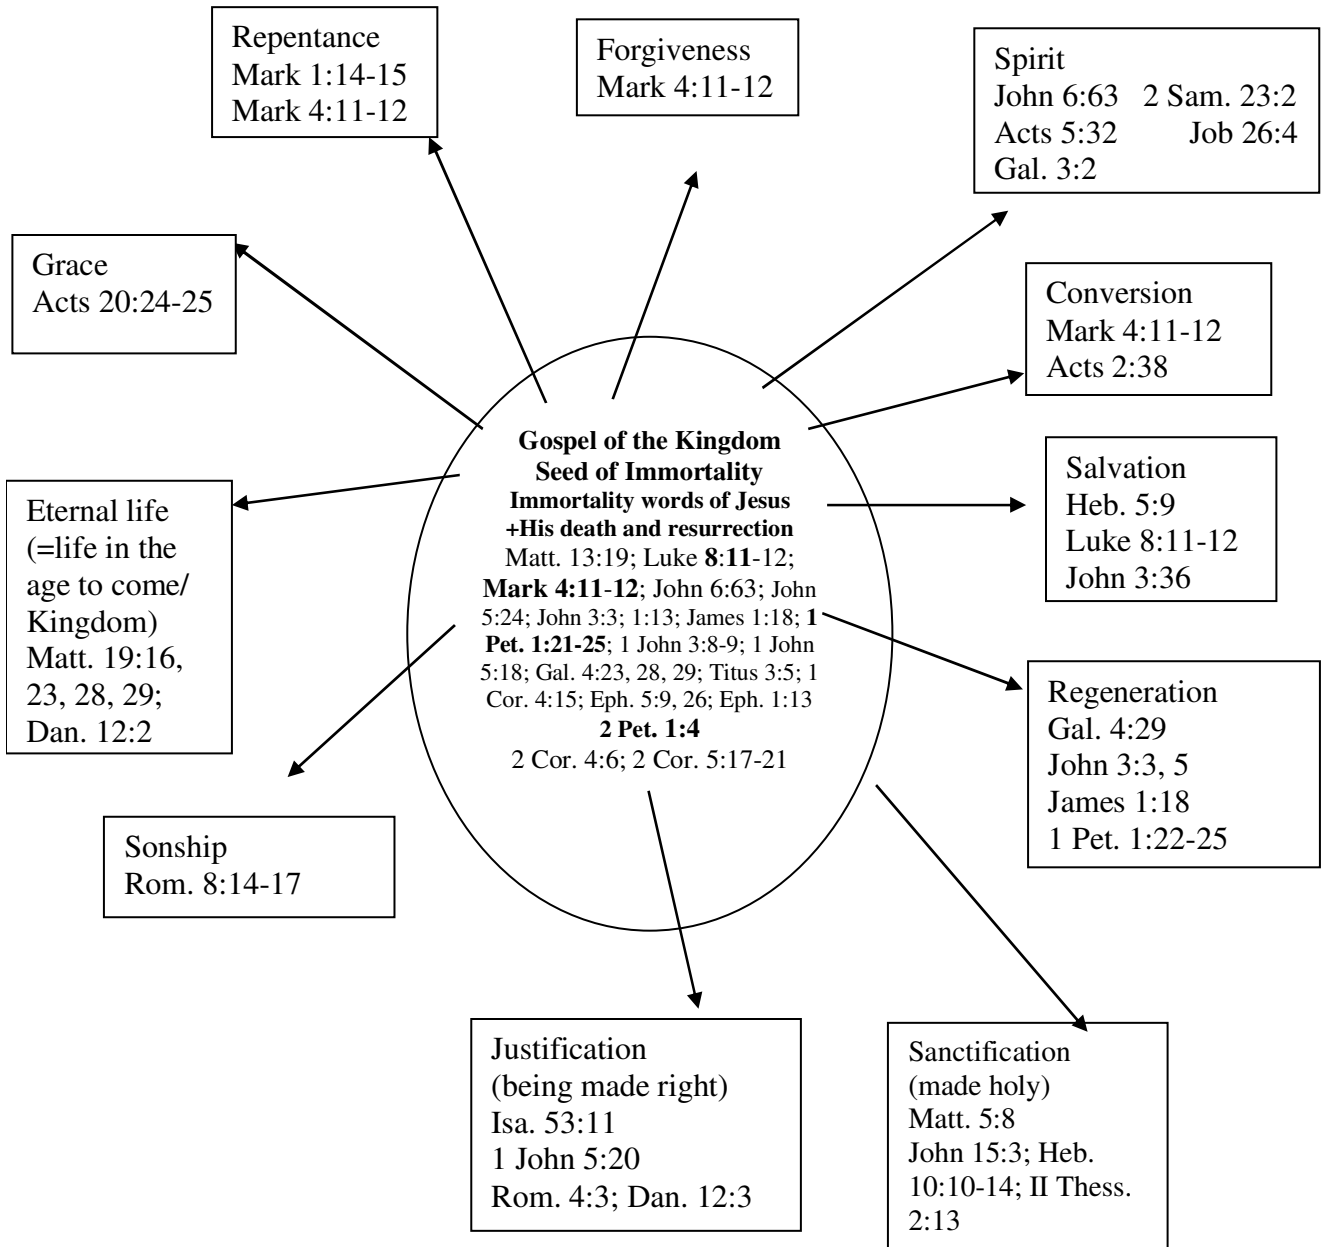 Repentance
Mark 1:14-15
Mark 4:11-12
Forgiveness
Mark 4:11-12
Spirit
John 6:63 2 Sam. 23:2
Acts 5:32 Job 26:4
Gal. 3:2
Grace
Acts 20:24-25
Conversion
Mark 4:11-12
Acts 2:38
Gospel of the Kingdom
Seed of Immortality
Immortality words of Jesus
+His death and resurrection
Matt. 13:19; Luke 8:11-12;
Mark 4:11-12; John 6:63; John
5:24; John 3:3; 1:13; James 1:18; 1
Pet. 1:21-25; 1 John 3:8-9; 1 John
5:18; Gal. 4:23, 28, 29; Titus 3:5; 1
Cor. 4:15; Eph. 5:9, 26; Eph. 1:13
2 Pet. 1:4
2 Cor. 4:6; 2 Cor. 5:17-21
Salvation
Heb. 5:9
Luke 8:11-12
John 3:36
Eternal life
(=life in the
age to come/
Kingdom)
Matt. 19:16,
23, 28, 29;
Dan. 12:2
Regeneration
Gal. 4:29
John 3:3, 5
James 1:18
1 Pet. 1:22-25
Sonship
Rom. 8:14-17
Justification
(being made right)
Isa. 53:11
1 John 5:20
Rom. 4:3; Dan. 12:3
Sanctification
(made holy)
Matt. 5:8
John 15:3; Heb.
10:10-14; II Thess.
2:13